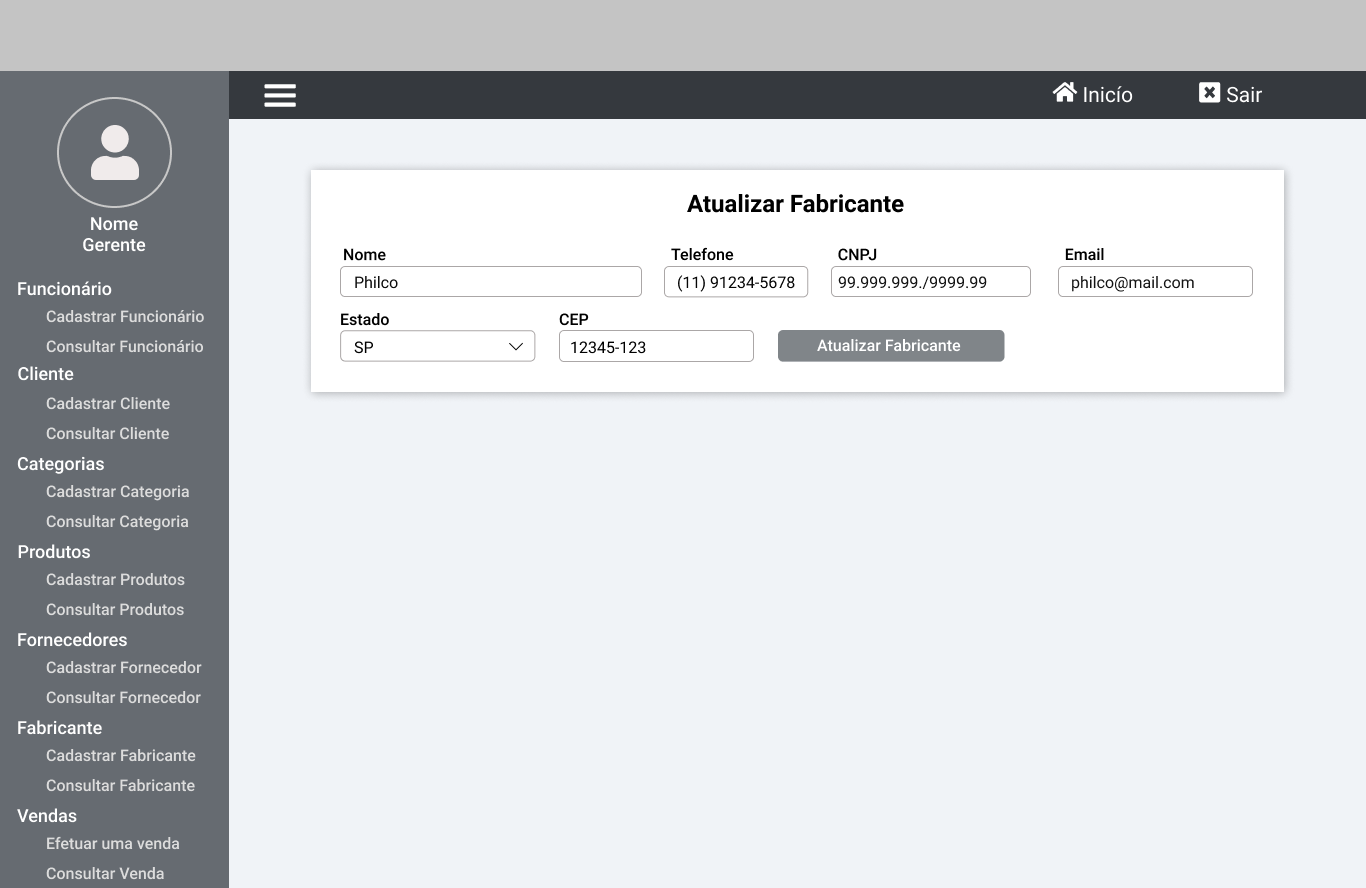 Inicío
Sair
Nome
Gerente
Funcionário
Cadastrar Funcionário
Consultar Funcionário
Cliente
Cadastrar Cliente
Consultar Cliente
Categorias
Cadastrar Categoria
Consultar Categoria
Produtos
Cadastrar Produtos
Consultar Produtos
Fornecedores
Cadastrar Fornecedor
Consultar Fornecedor
Fabricante
Cadastrar Fabricante
Consultar Fabricante
Vendas
Efetuar uma venda
Consultar Venda
Atualizar Fabricante
Nome Telefone CNPJ Email
Philco (11) 91234-5678 99.999.999./9999.99 philco@mail.com
Estado CEP
SP 12345-123 Atualizar Fabricante